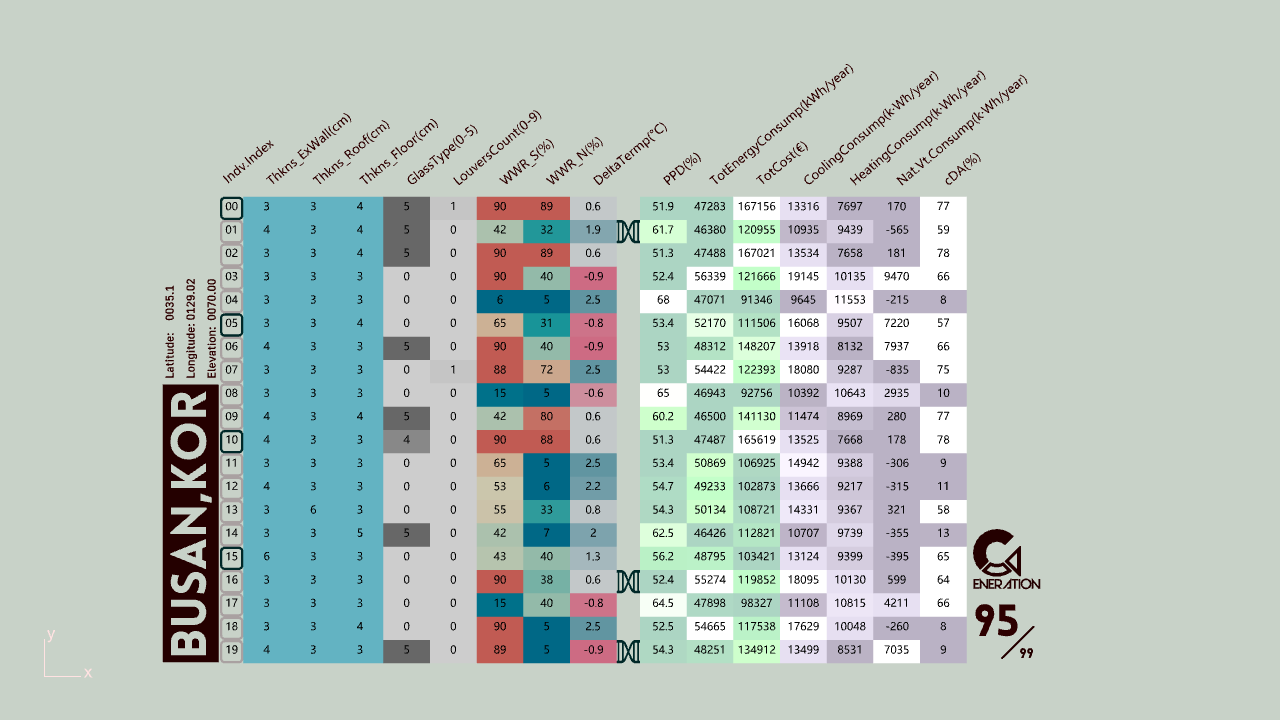 Indv.Index Thkns_ExWall(cm) Thkns_Roof(cm) Thkns_Floor(cm) GlassType(0-5) LouversCount(0-9) WWR_S(%) WWR_N(%) DeltaTermp(°C) PPD(%) TotEnergyConsump(kWh/year) TotCost(€) CoolingConsump(k·Wh/year) HeatingConsump(k·Wh/year) Nat.Vt.Consump(k·Wh/year) cDA(%)
00 3 3 4 5 1 90 89 0.6 51.9 47283 167156 13316 7697 170 77
01 4 3 4 5 0 42 32 1.9 61.7 46380 120955 10935 9439 -565 59
02 3 3 4 5 0 90 89 0.6 51.3 47488 167021 13534 7658 181 78
03 3 3 3 0 0 90 40 -0.9 52.4 56339 121666 19145 10135 9470 66
04 3 3 3 0 0 6 5 2.5 68 47071 91346 9645 11553 -215 8
05 3 3 4 0 0 65 31 -0.8 53.4 52170 111506 16068 9507 7220 57
06 4 3 3 5 0 90 40 -0.9 53 48312 148207 13918 8132 7937 66
07 3 3 3 0 1 88 72 2.5 53 54422 122393 18080 9287 -835 75
08 3 3 3 0 0 15 5 -0.6 65 46943 92756 10392 10643 2935 10
09 4 3 4 5 0 42 80 0.6 60.2 46500 141130 11474 8969 280 77
10 4 3 3 4 0 90 88 0.6 51.3 47487 165619 13525 7668 178 78
11 3 3 3 0 0 65 5 2.5 53.4 50869 106925 14942 9388 -306 9
12 4 3 3 0 0 53 6 2.2 54.7 49233 102873 13666 9217 -315 11
13 3 6 3 0 0 55 33 0.8 54.3 50134 108721 14331 9367 321 58
14 3 3 5 5 0 42 7 2 62.5 46426 112821 10707 9739 -355 13
15 6 3 3 0 0 43 40 1.3 56.2 48795 103421 13124 9399 -395 65
16 3 3 3 0 0 90 38 0.6 52.4 55274 119852 18095 10130 599 64
17 3 3 3 0 0 15 40 -0.8 64.5 47898 98327 11108 10815 4211 66
18 3 3 4 0 0 90 5 2.5 52.5 54665 117538 17629 10048 -260 8
19 4 3 3 5 0 89 5 -0.9 54.3 48251 134912 13499 8531 7035 9
Latitude: 0035.1
Longitude: 0129.02
Elevation: 0070.00
BUSAN,KOR
ENERATION
95/99
y
x